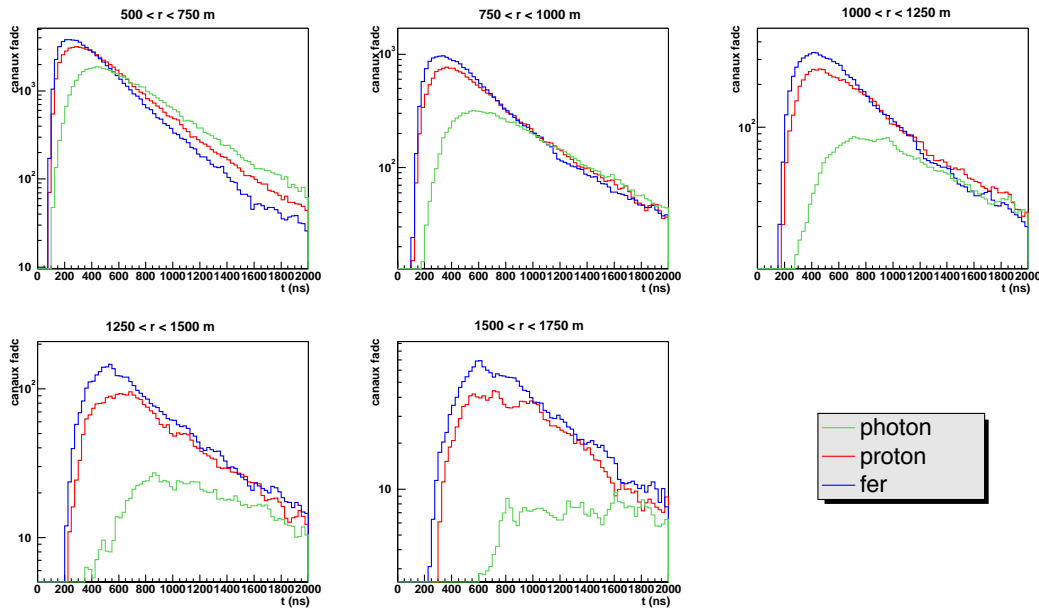 500 < r < 750 m
canaux fadc
10³
10²
10
0 200 400 600 800 1000 1200 1400 1600 1800 2000
t (ns)
750 < r < 1000 m
canaux fadc
10³
10²
0 200 400 600 800 1000 1200 1400 1600 1800 2000
t (ns)
1000 < r < 1250 m
canaux fadc
10²
0 200 400 600 800 1000 1200 1400 1600 1800 2000
t (ns)
1250 < r < 1500 m
canaux fadc
10²
10
0 200 400 600 800 1000 1200 1400 1600 1800 2000
t (ns)
1500 < r < 1750 m
canaux fadc
10
0 200 400 600 800 1000 1200 1400 1600 1800 2000
t (ns)
photon
proton
fer